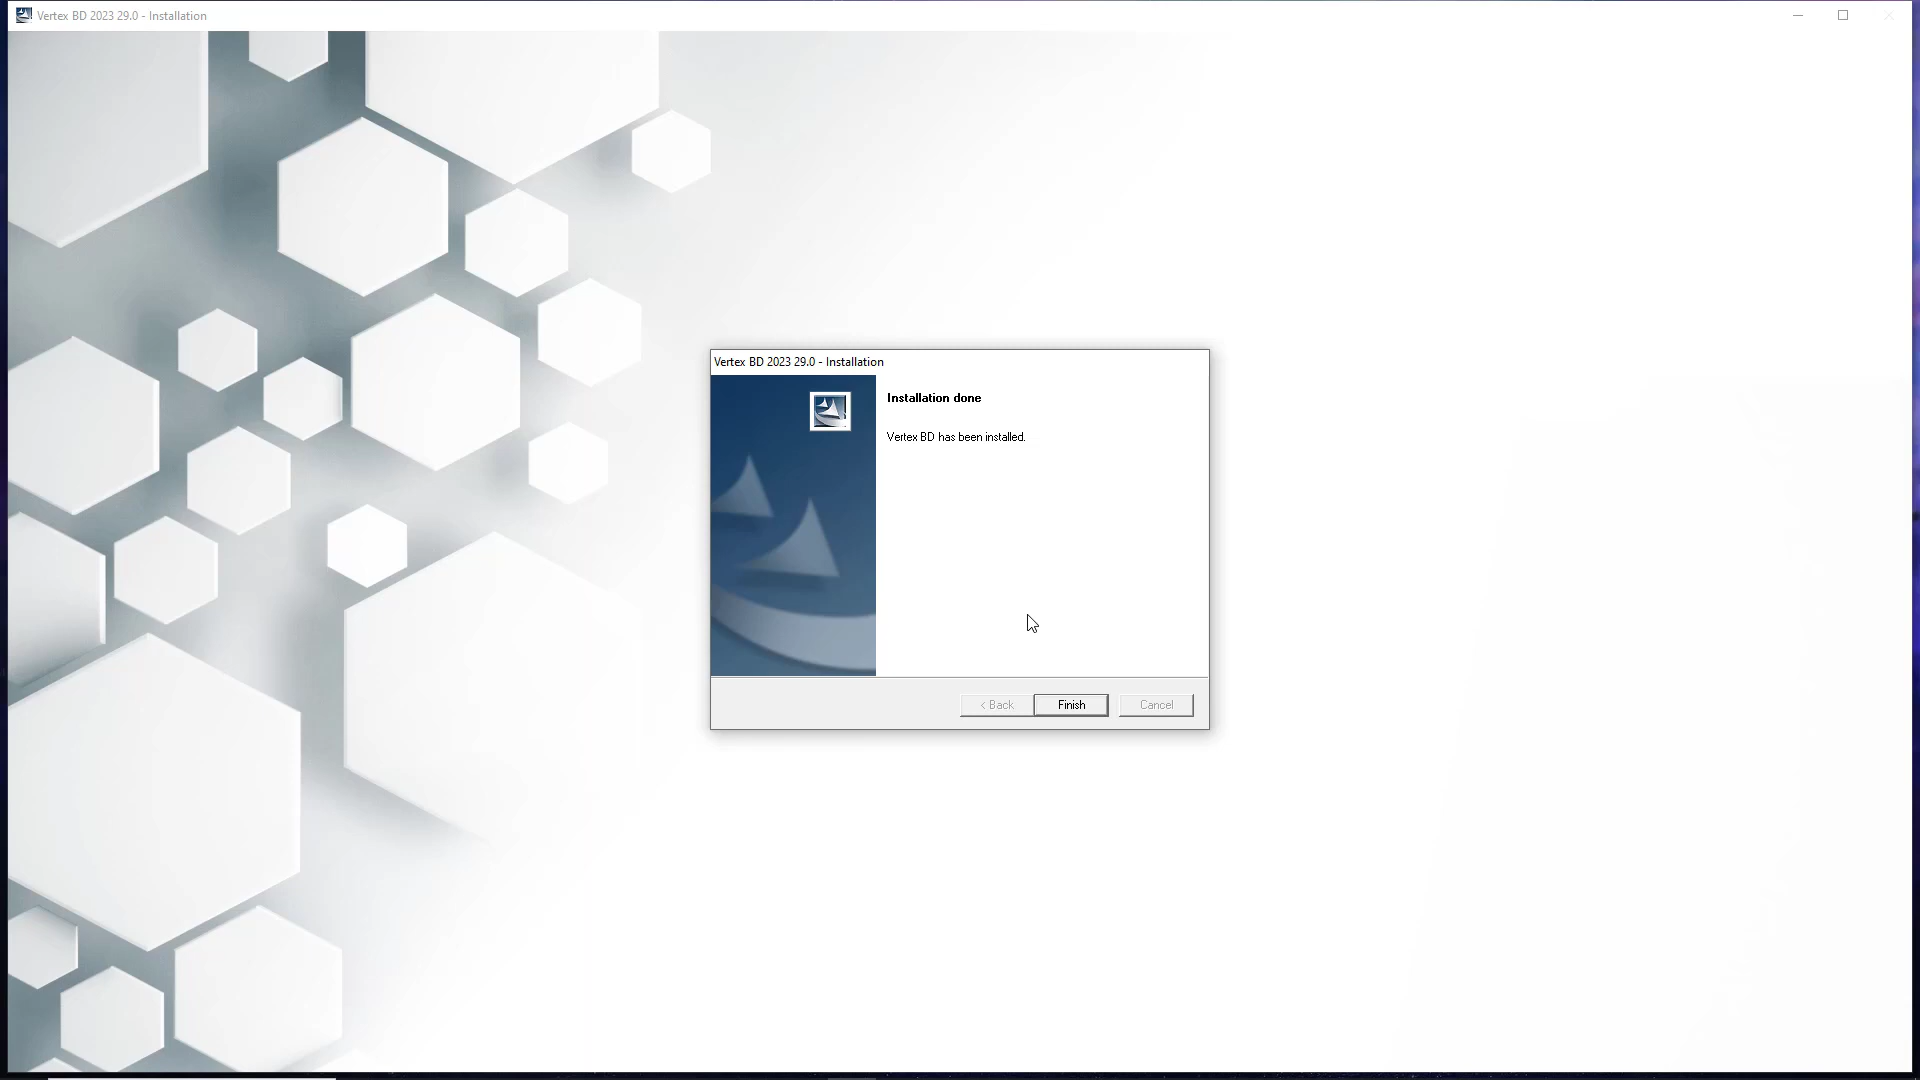 Vertex BD 2023 29.0 - Installation
Vertex BD 2023 29.0 - Installation
Installation done
Vertex BD has been installed.
< Back
Finish
Cancel